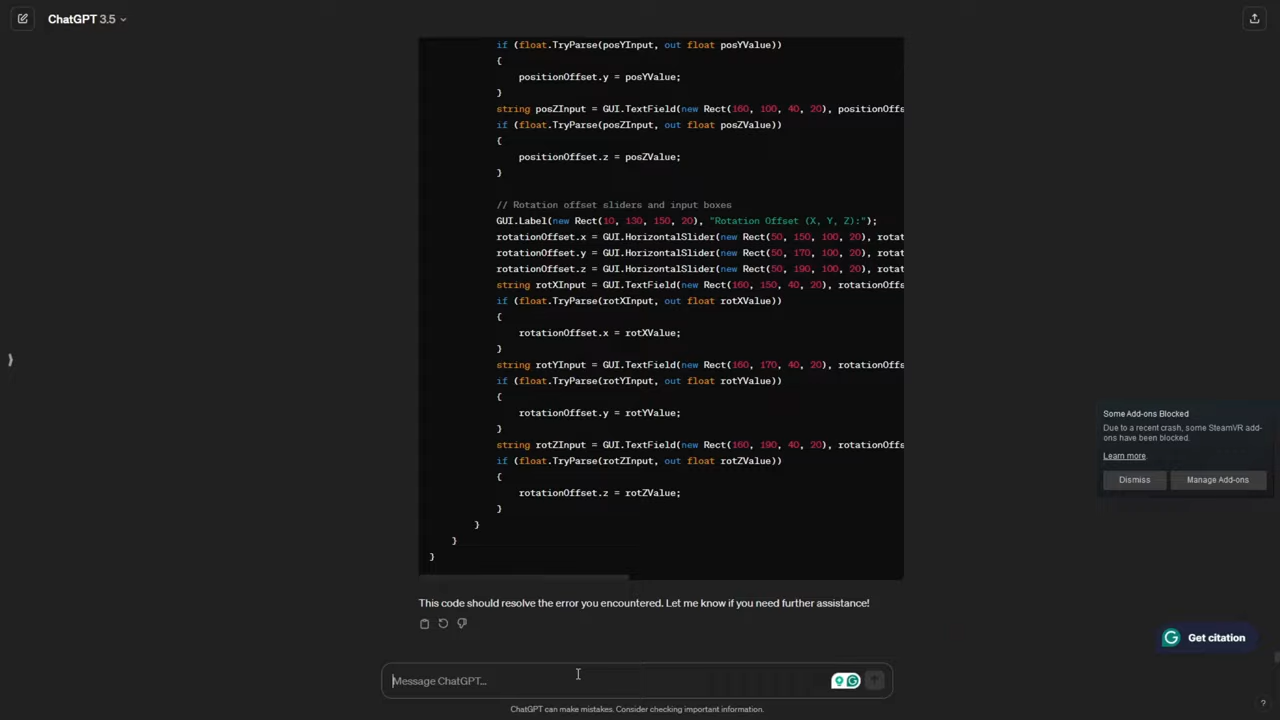 ChatGPT 3.5
if (float.TryParse(posYInput, out float posYValue))
{
positionOffset.y = posYValue;
}
string posZInput = GUI.TextField(new Rect(160, 100, 40, 20), positionOffs
if (float.TryParse(posZInput, out float posZValue))
{
positionOffset.z = posZValue;
}
// Rotation offset sliders and input boxes
GUI.Label(new Rect(10, 130, 150, 20), "Rotation Offset (X, Y, Z):");
rotationOffset.x = GUI.HorizontalSlider(new Rect(50, 150, 100, 20), rotat
rotationOffset.y = GUI.HorizontalSlider(new Rect(50, 170, 100, 20), rotat
rotationOffset.z = GUI.HorizontalSlider(new Rect(50, 190, 100, 20), rotat
string rotXInput = GUI.TextField(new Rect(160, 150, 40, 20), rotationOffs
if (float.TryParse(rotXInput, out float rotXValue))
{
rotationOffset.x = rotXValue;
}
string rotYInput = GUI.TextField(new Rect(160, 170, 40, 20), rotationOffs
if (float.TryParse(rotYInput, out float rotYValue))
{
rotationOffset.y = rotYValue;
}
string rotZInput = GUI.TextField(new Rect(160, 190, 40, 20), rotationOffs
if (float.TryParse(rotZInput, out float rotZValue))
{
rotationOffset.z = rotZValue;
}
}
}
}
This code should resolve the error you encountered. Let me know if you need further assistance!
Message ChatGPT...
ChatGPT can make mistakes. Consider checking important information.
Some Add-ons Blocked
Due to a recent crash, some SteamVR add-
ons have been blocked.
Learn more
Dismiss
Manage Add-ons
Get citation
?